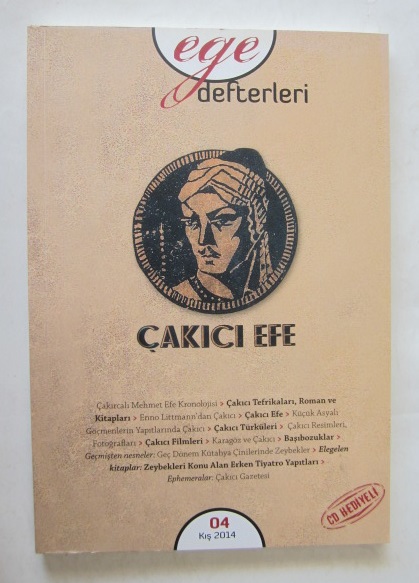 ege
defterleri
ÇAKICI EFE
Çakırcalı Mehmet Efe Kronolojisi > Çakıcı Tefrikaları, Roman ve
Kitapları > Enno Littmann'dan Çakıcı > Çakıcı Efe > Küçük Asyalı
Göçmenlerin Yapıtlarında Çakıcı > Çakıcı Türküleri > Çakıcı Resimleri,
Fotoğrafları > Çakıcı Filmleri > Karagöz ve Çakıcı > Başıbozuklar >
Geçmişten nesneler: Geç Dönem Kütahya Çinilerinde Zeybekler > Elegelen
kitaplar: Zeybekleri Konu Alan Erken Tiyatro Yapıtları >
Ephemeralar: Çakıcı Gazetesi
CD HEDİYELİ
04
Kış 2014